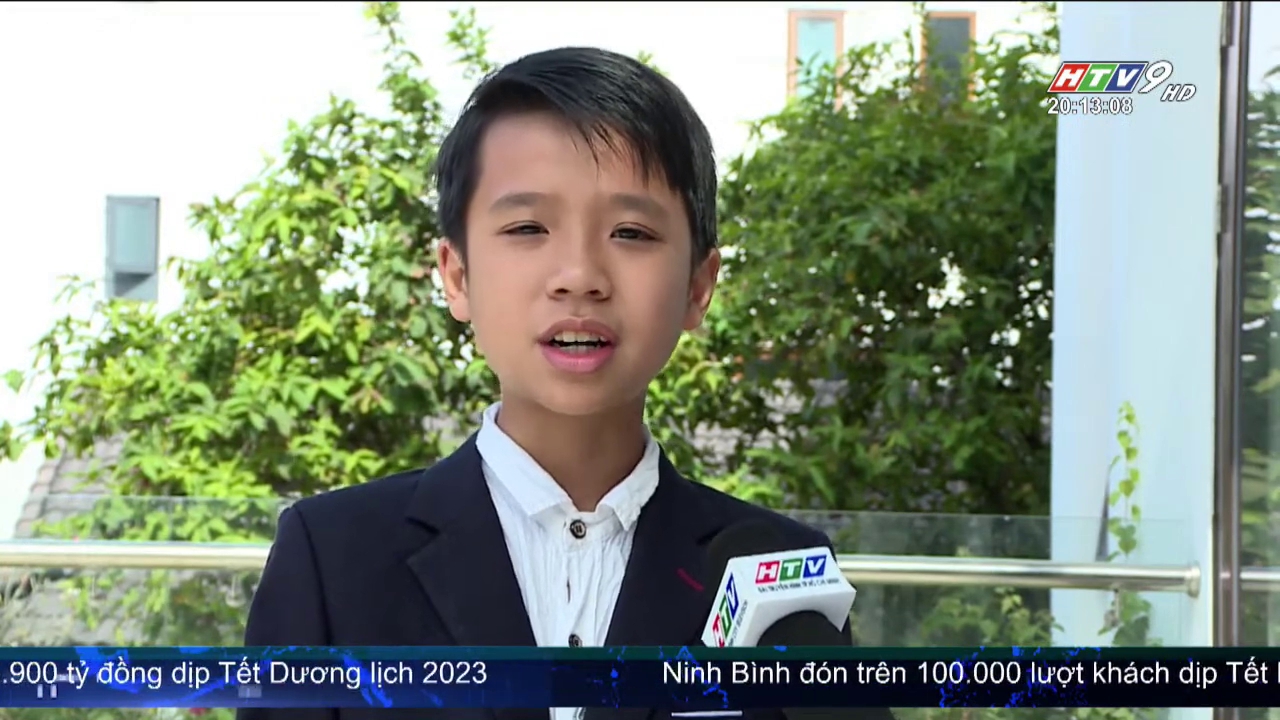 HTV9 HD
20:13:08
HTV
HTV
.900 tỷ đồng dịp Tết Dương lịch 2023
Ninh Bình đón trên 100.000 lượt khách dịp Tết